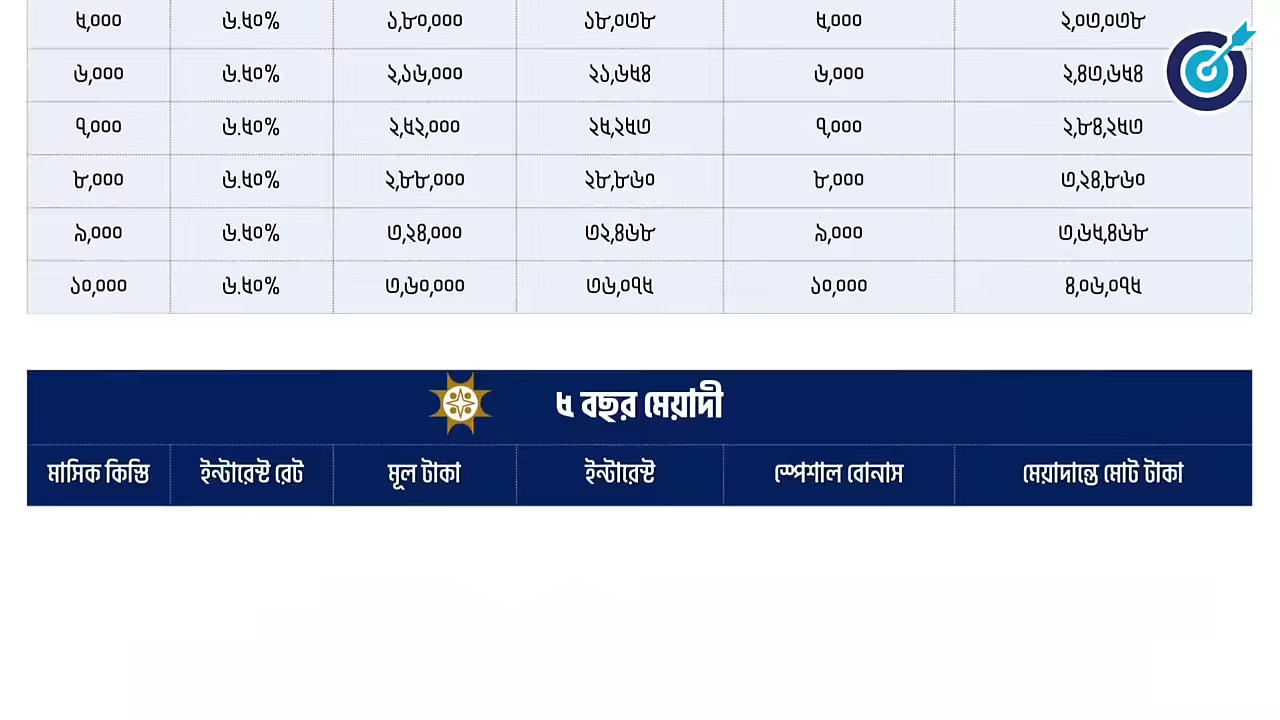 ৫,০০০ ৬.৫০% ১,৮০,০০০ ১৮,০৩৮ ৫,০০০ ২,০৩,০৩৮
৬,০০০ ৬.৫০% ২,১৬,০০০ ২১,৬৫৪ ৬,০০০ ২,৪৩,৬৫৪
৭,০০০ ৬.৫০% ২,৫২,০০০ ২৫,২৫৩ ৭,০০০ ২,৮৪,২৫৩
৮,০০০ ৬.৫০% ২,৮৮,০০০ ২৮,৮৬০ ৮,০০০ ৩,২৪,৮৬০
৯,০০০ ৬.৫০% ৩,২৪,০০০ ৩২,৪৬৮ ৯,০০০ ৩,৬৫,৪৬৮
১০,০০০ ৬.৫০% ৩,৬০,০০০ ৩৬,০৭৫ ১০,০০০ ৪,০৬,০৭৫
৫ বছর মেয়াদী
মাসিক কিস্তি ইন্টারেস্ট রেট মূল টাকা ইন্টারেস্ট স্পেশাল বোনাস মেয়াদান্তে মোট টাকা